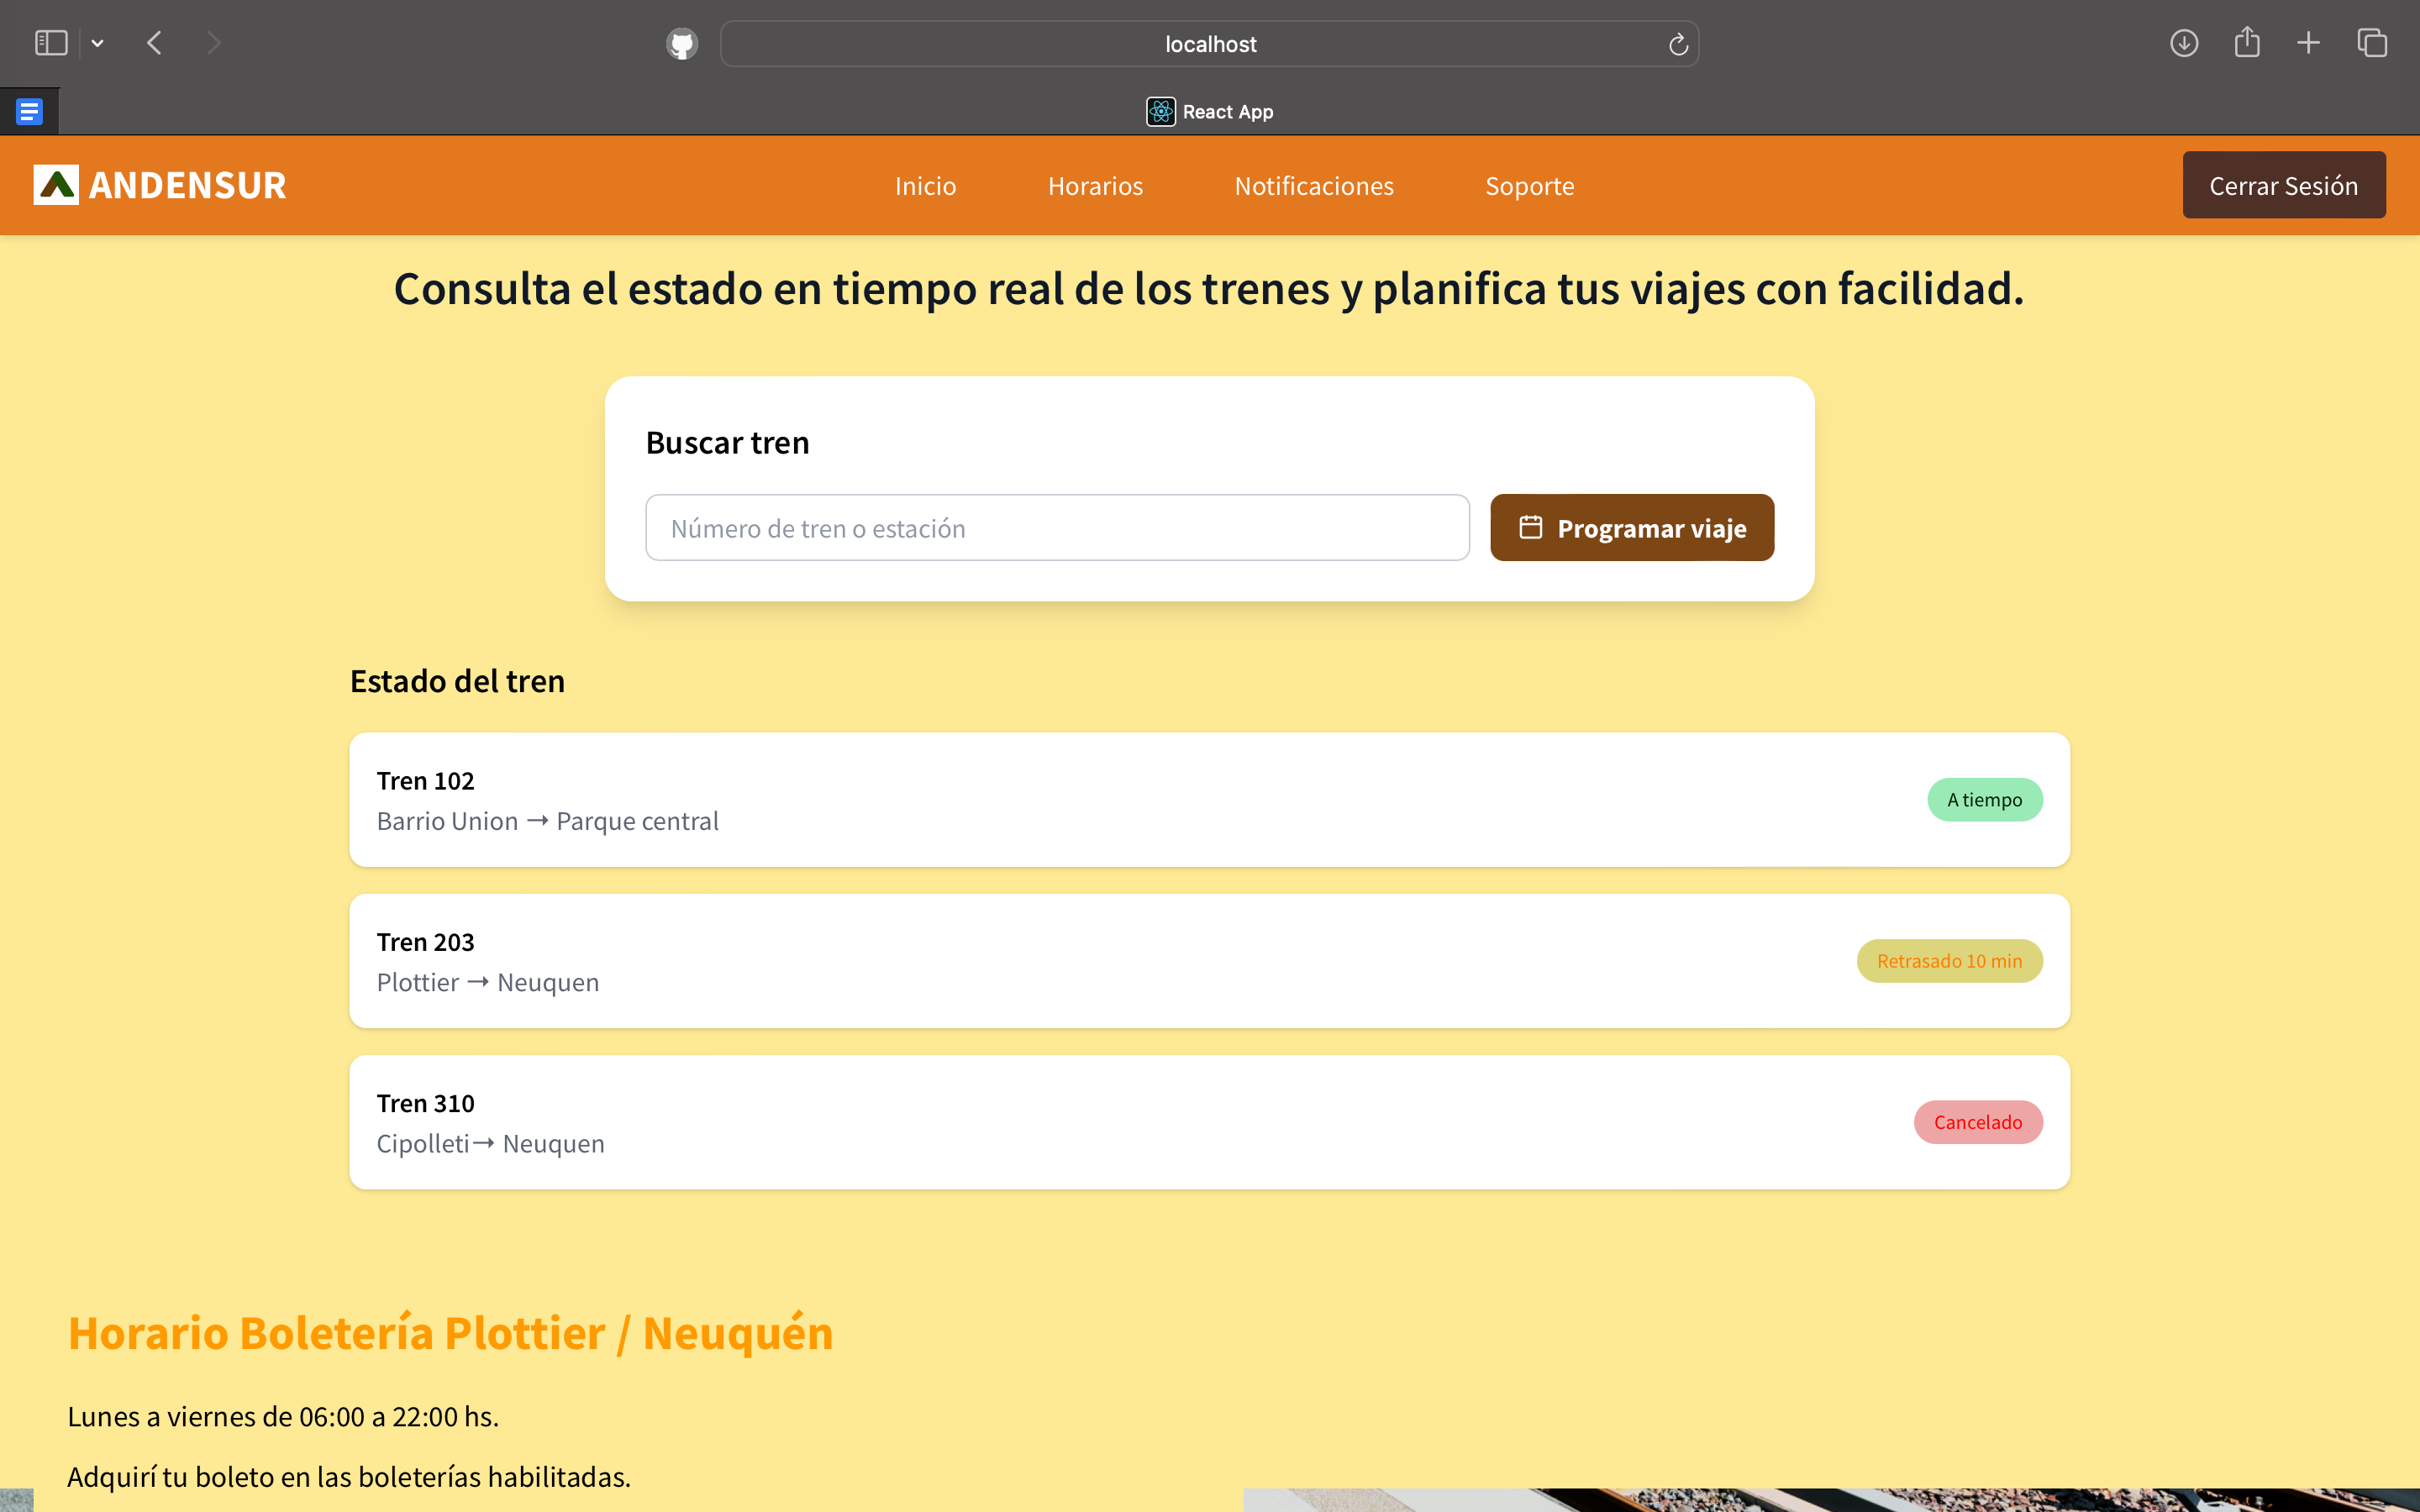 localhost
React App
ANDENSUR
Inicio Horarios Notificaciones Soporte
Cerrar Sesión
Consulta el estado en tiempo real de los trenes y planifica tus viajes con facilidad.
Buscar tren
Número de tren o estación
Programar viaje
Estado del tren
Tren 102
Barrio Union → Parque central
A tiempo
Tren 203
Plottier → Neuquen
Retrasado 10 min
Tren 310
Cipolleti→ Neuquen
Cancelado
Horario Boletería Plottier / Neuquén
Lunes a viernes de 06:00 a 22:00 hs.
Adquirí tu boleto en las boleterías habilitadas.